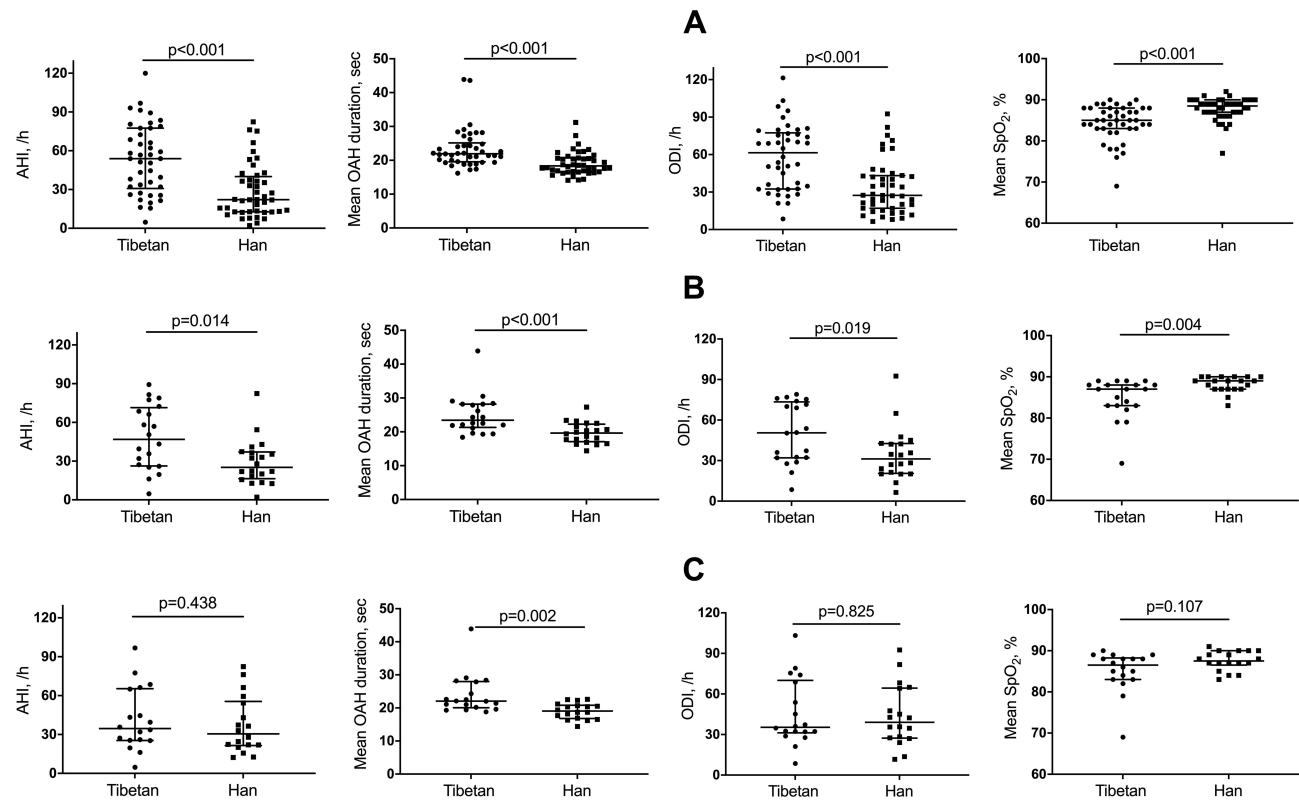 A
p<0.001
AHI, /h
120
90
60
30
0
Tibetan
Han
p<0.001
Mean OAH duration, sec
50
40
30
20
10
0
Tibetan
Han
p<0.001
ODI, /h
120
90
60
30
0
Tibetan
Han
p<0.001
Mean SpO₂, %
100
90
80
70
60
Tibetan
Han
B
p=0.014
AHI, /h
120
90
60
30
0
Tibetan
Han
p<0.001
Mean OAH duration, sec
50
40
30
20
10
0
Tibetan
Han
p=0.019
ODI, /h
120
90
60
30
0
Tibetan
Han
p=0.004
Mean SpO₂, %
100
90
80
70
60
Tibetan
Han
C
p=0.438
AHI, /h
120
90
60
30
0
Tibetan
Han
p=0.002
Mean OAH duration, sec
50
40
30
20
10
0
Tibetan
Han
p=0.825
ODI, /h
120
90
60
30
0
Tibetan
Han
p=0.107
Mean SpO₂, %
100
90
80
70
60
Tibetan
Han